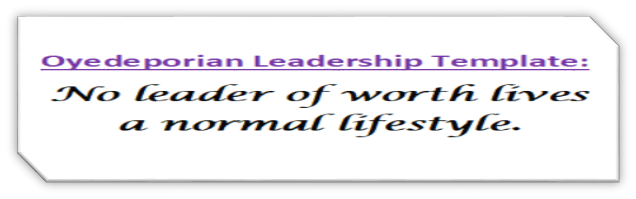 Oyedeporian Leadership Template:
No leader of worth lives
a normal lifestyle.